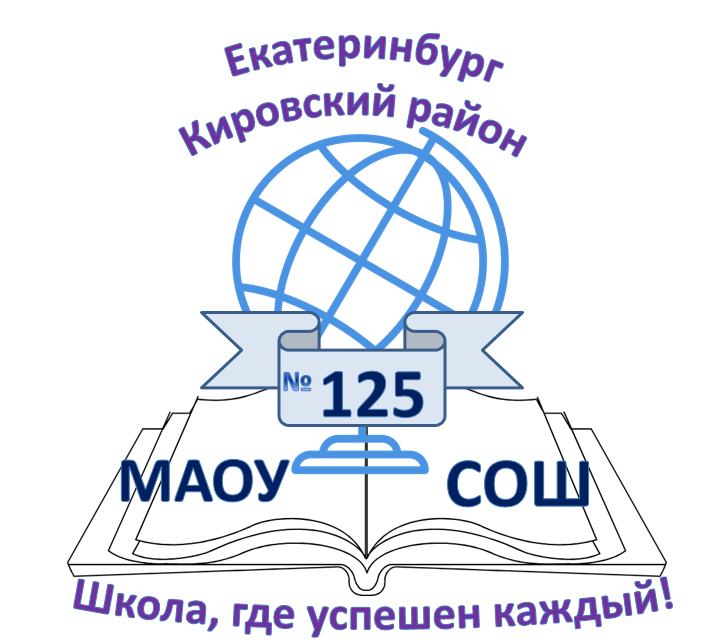 Екатеринбург
Кировский район
№ 125
МАОУ СОШ
Школа, где успешен каждый!